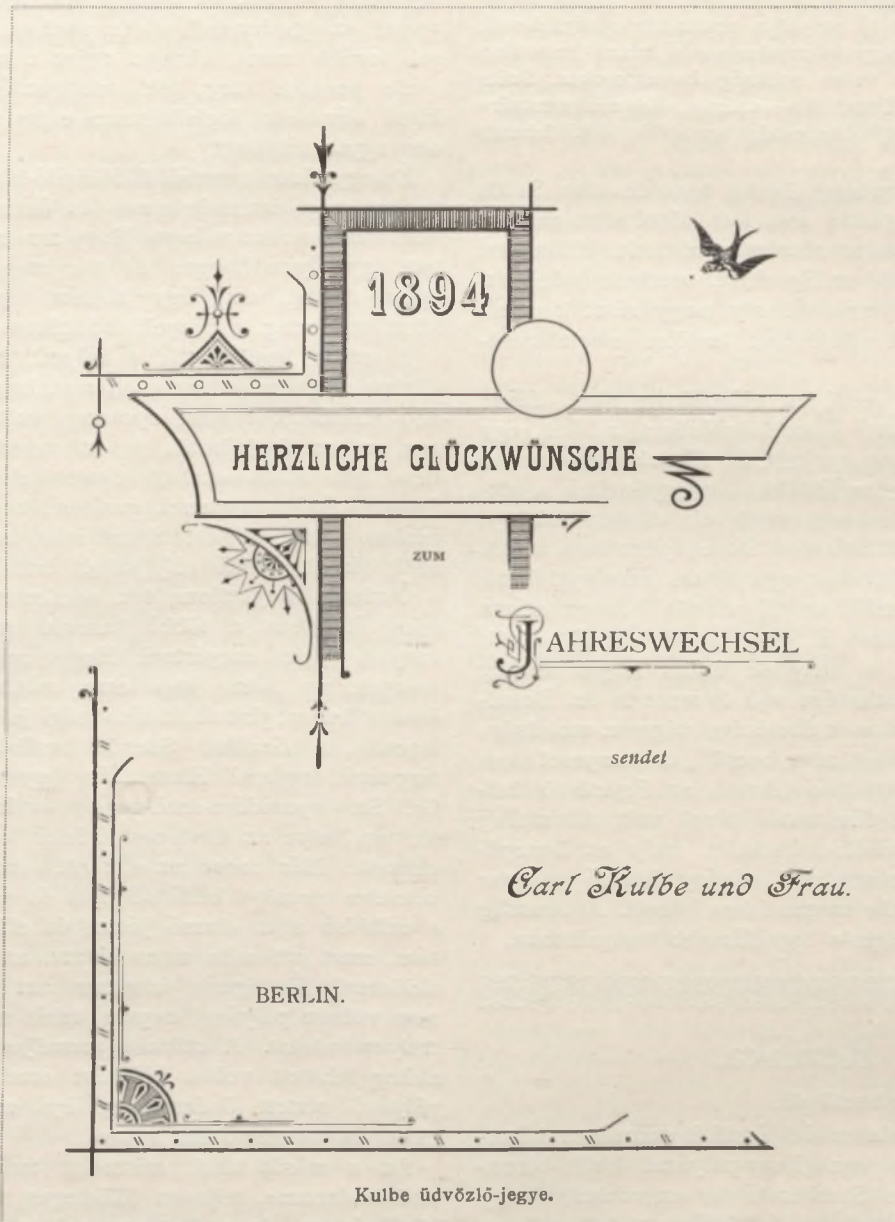 1894
HERZLICHE GLÜCKWÜNSCHE
ZUM
JAHRESWECHSEL
sendet
Carl Kulbe und Frau.
BERLIN.
Kulbe üdvözlő-jegye.